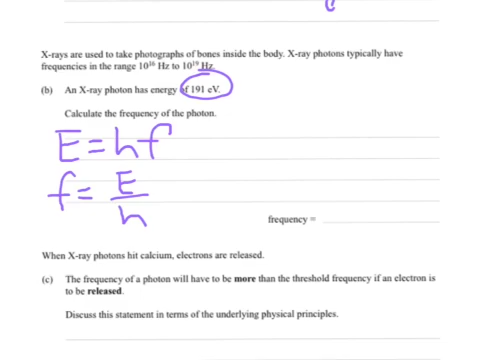 X-rays are used to take photographs of bones inside the body. X-ray photons typically have
frequencies in the range 10¹⁶ Hz to 10¹⁹ Hz.
(b) An X-ray photon has energy of 191 eV.
Calculate the frequency of the photon.
E = hf
f = E/h
frequency =
When X-ray photons hit calcium, electrons are released.
(c) The frequency of a photon will have to be more than the threshold frequency if an electron is
to be released.
Discuss this statement in terms of the underlying physical principles.